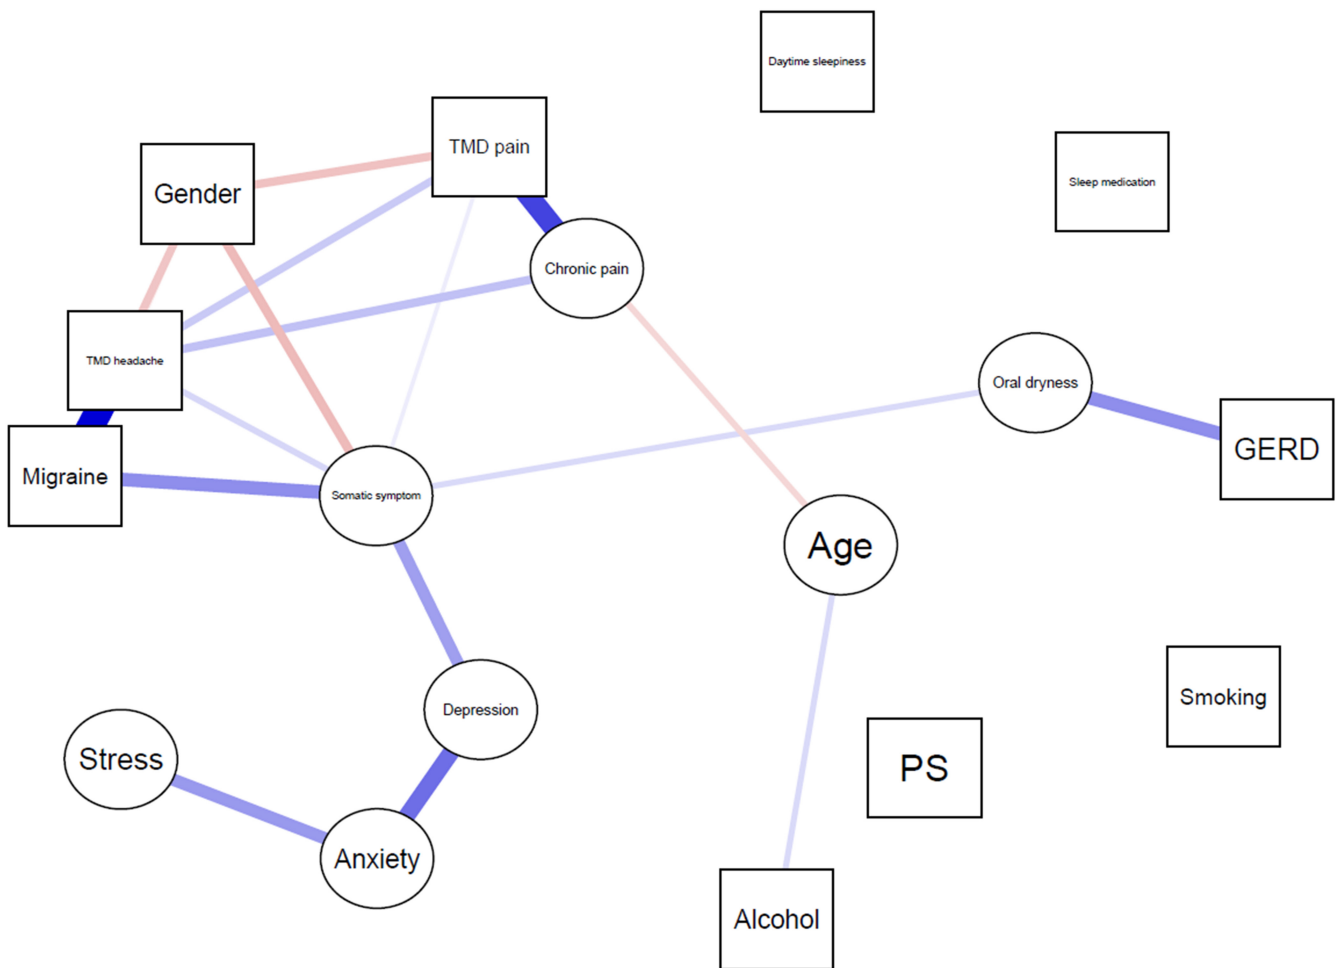 Daytime sleepiness
TMD pain
Sleep medication
Gender
Chronic pain
TMD headache
Oral dryness
GERD
Migraine
Somatic symptom
Age
Smoking
Depression
Stress
PS
Anxiety
Alcohol